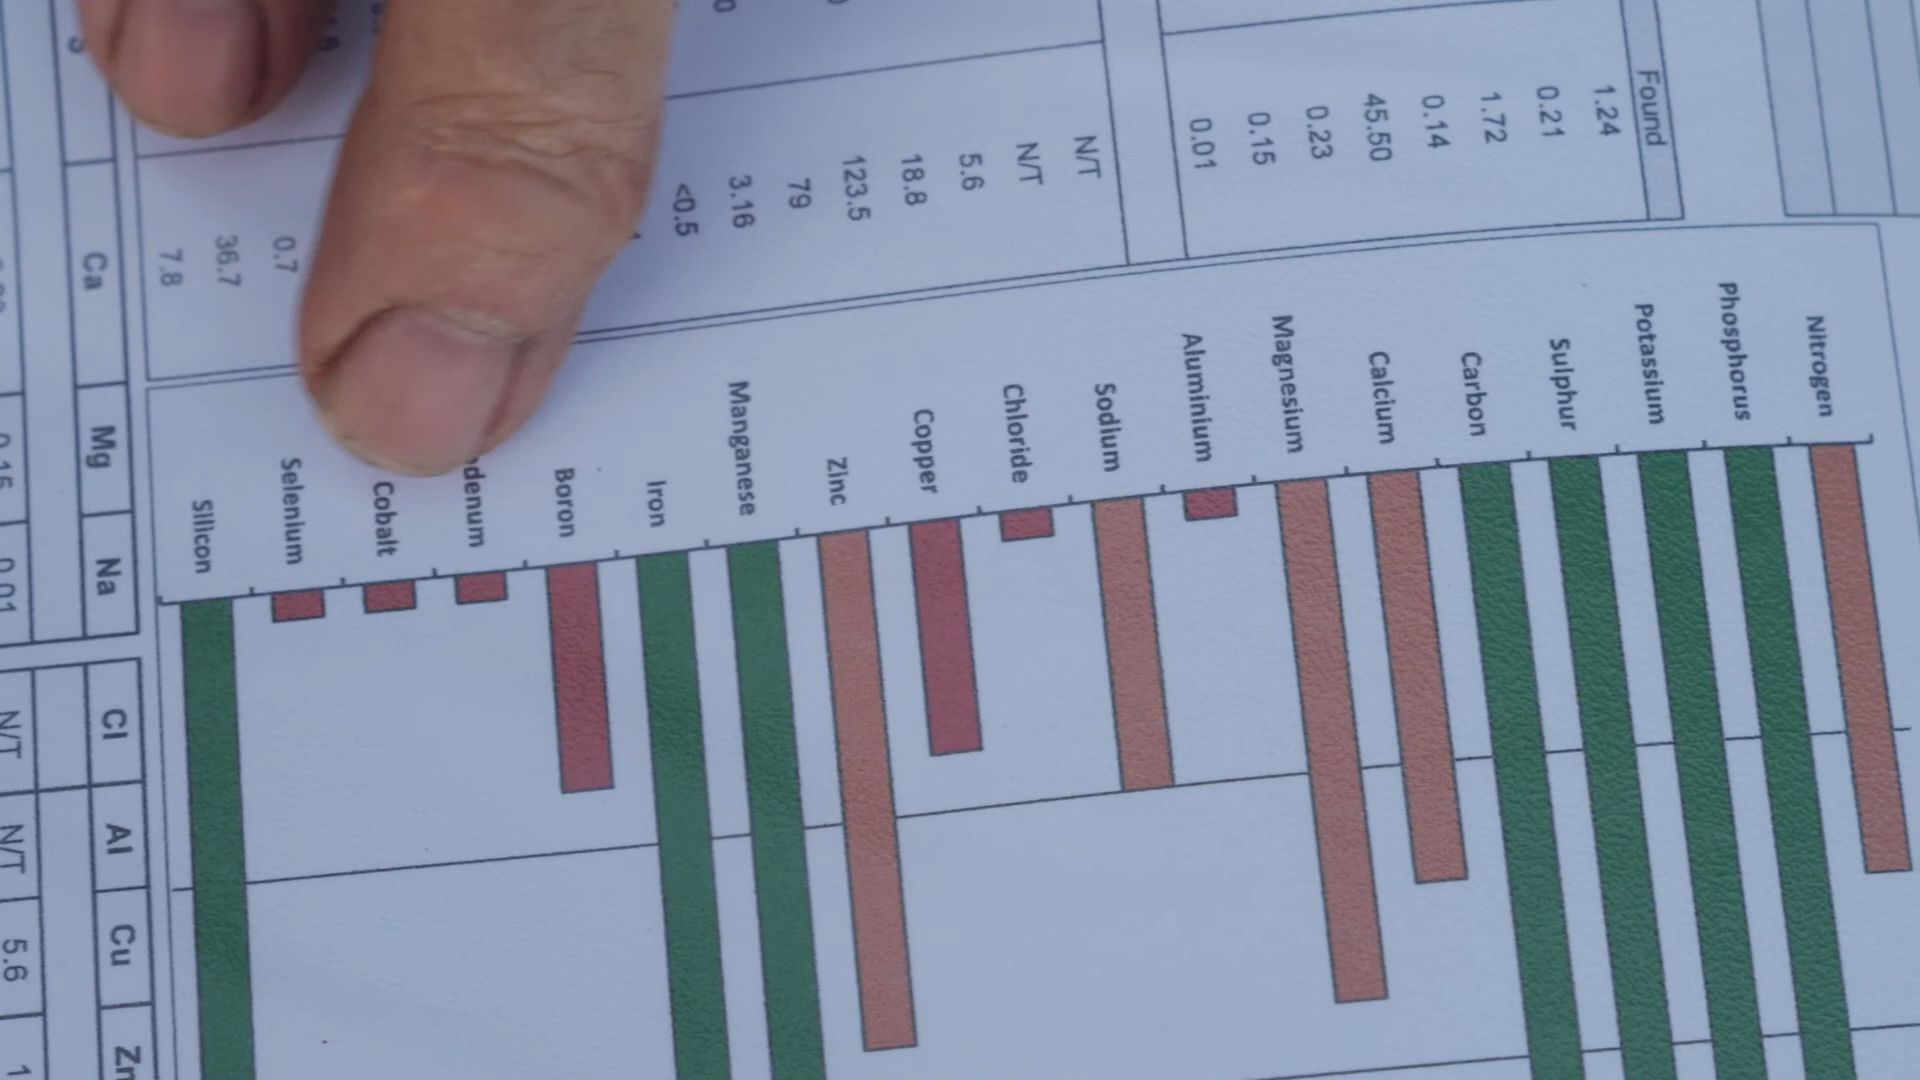 Found
1.24
0.21
1.72
0.14
45.50
0.23
0.15
0.01
N/T
N/T
5.6
18.8
123.5
79
3.16
<0.5
0.7
36.7
7.8
Nitrogen
Phosphorus
Potassium
Sulphur
Carbon
Calcium
Magnesium
Aluminium
Sodium
Chloride
Copper
Zinc
Manganese
Iron
Boron
Cobalt
Selenium
Silicon
Ca Mg Na Cl Al Cu Zn
0.01 N/T N/T 5.6